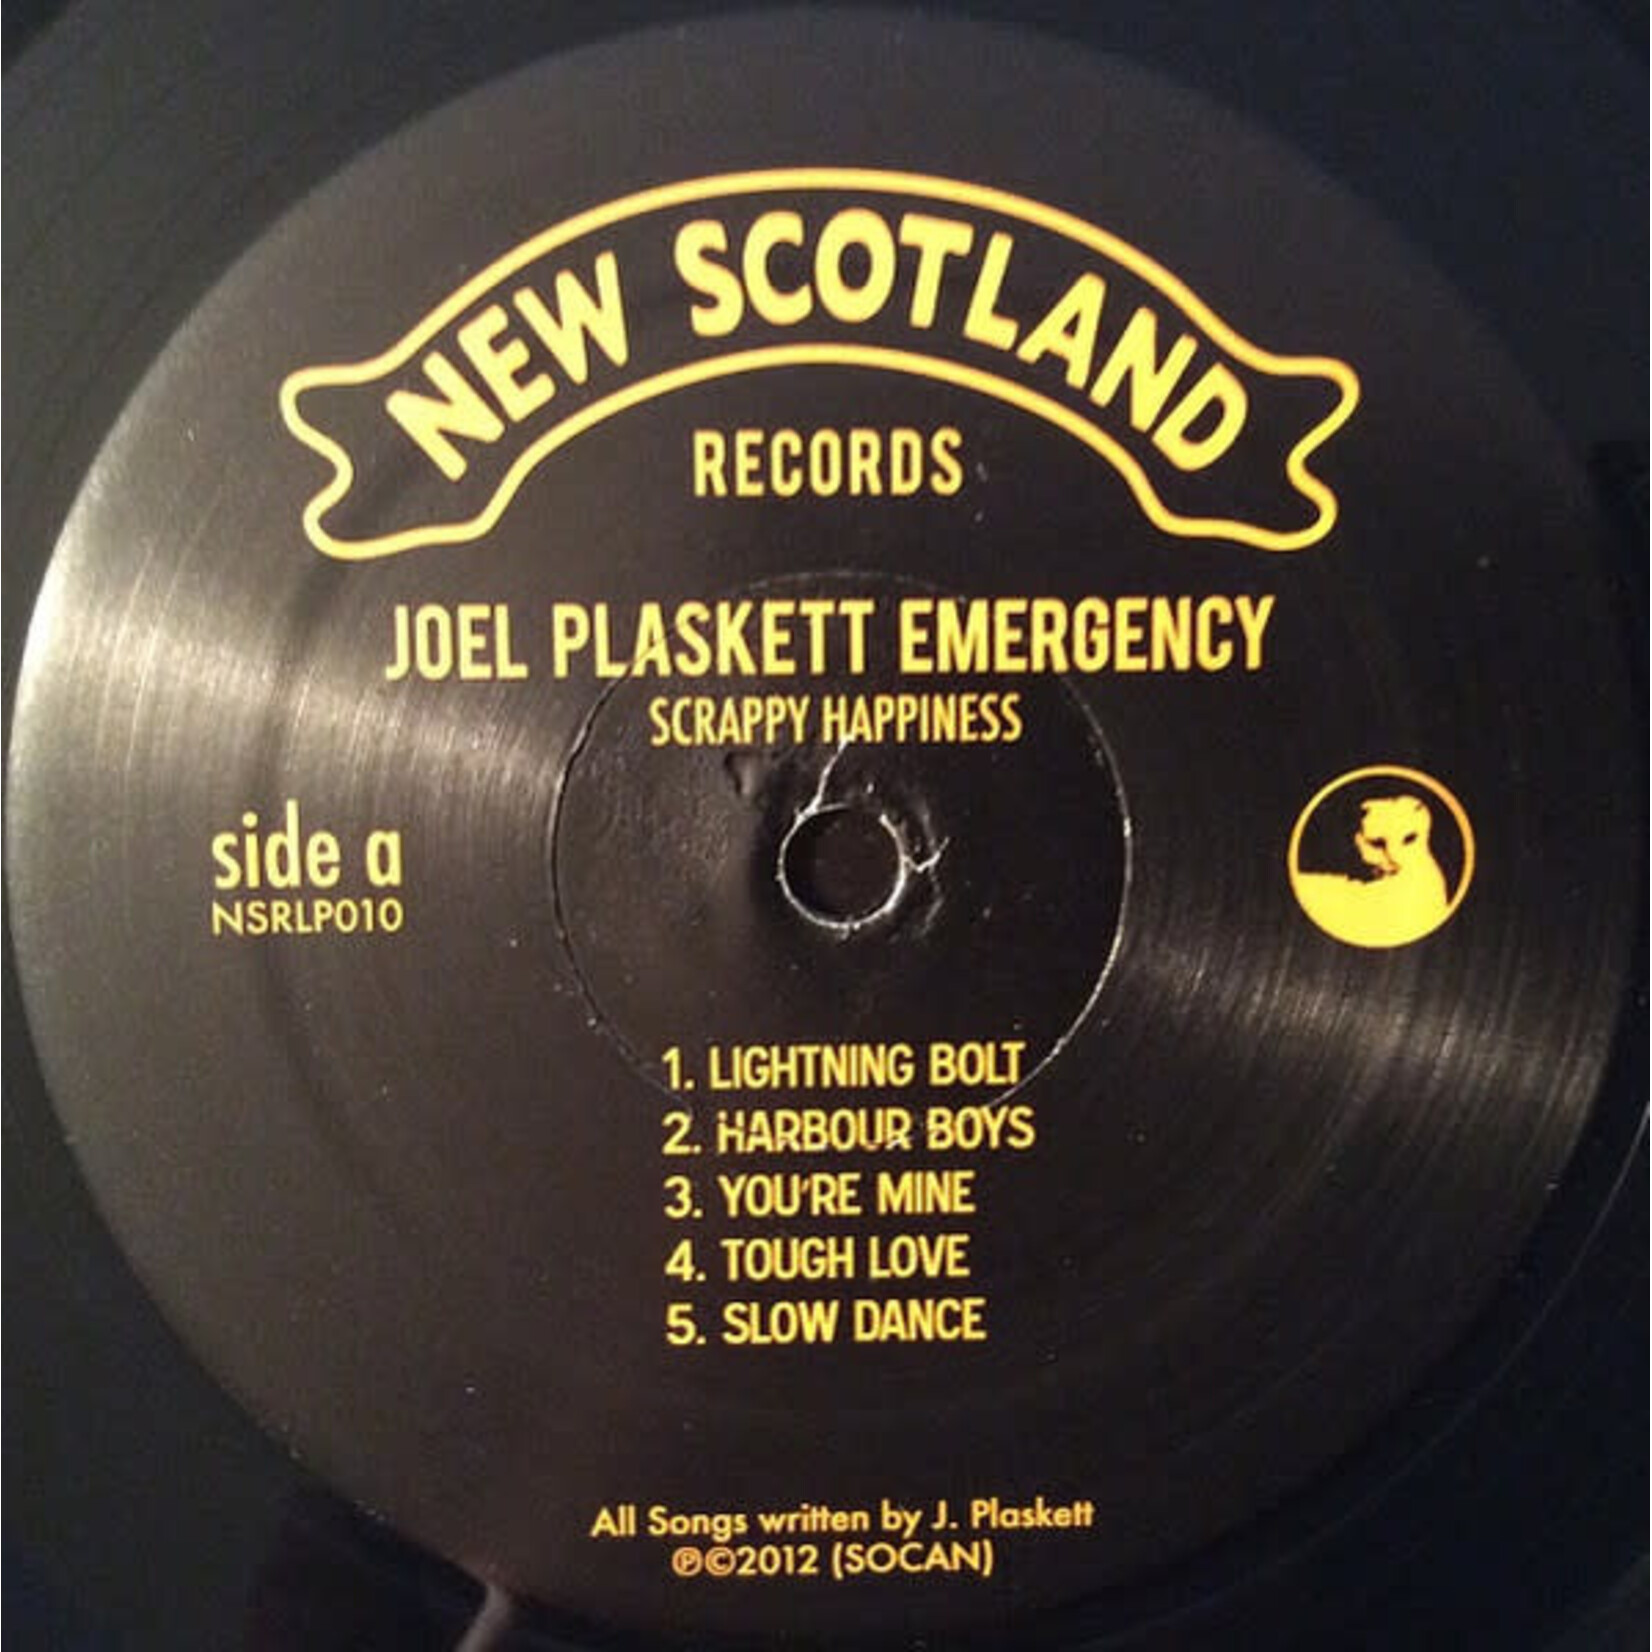 NEW SCOTLAND
RECORDS
JOEL PLASKETT EMERGENCY
SCRAPPY HAPPINESS
side a
NSRLP010
1. LIGHTNING BOLT
2. HARBOUR BOYS
3. YOU'RE MINE
4. TOUGH LOVE
5. SLOW DANCE
All Songs written by J. Plaskett
℗©2012 (SOCAN)